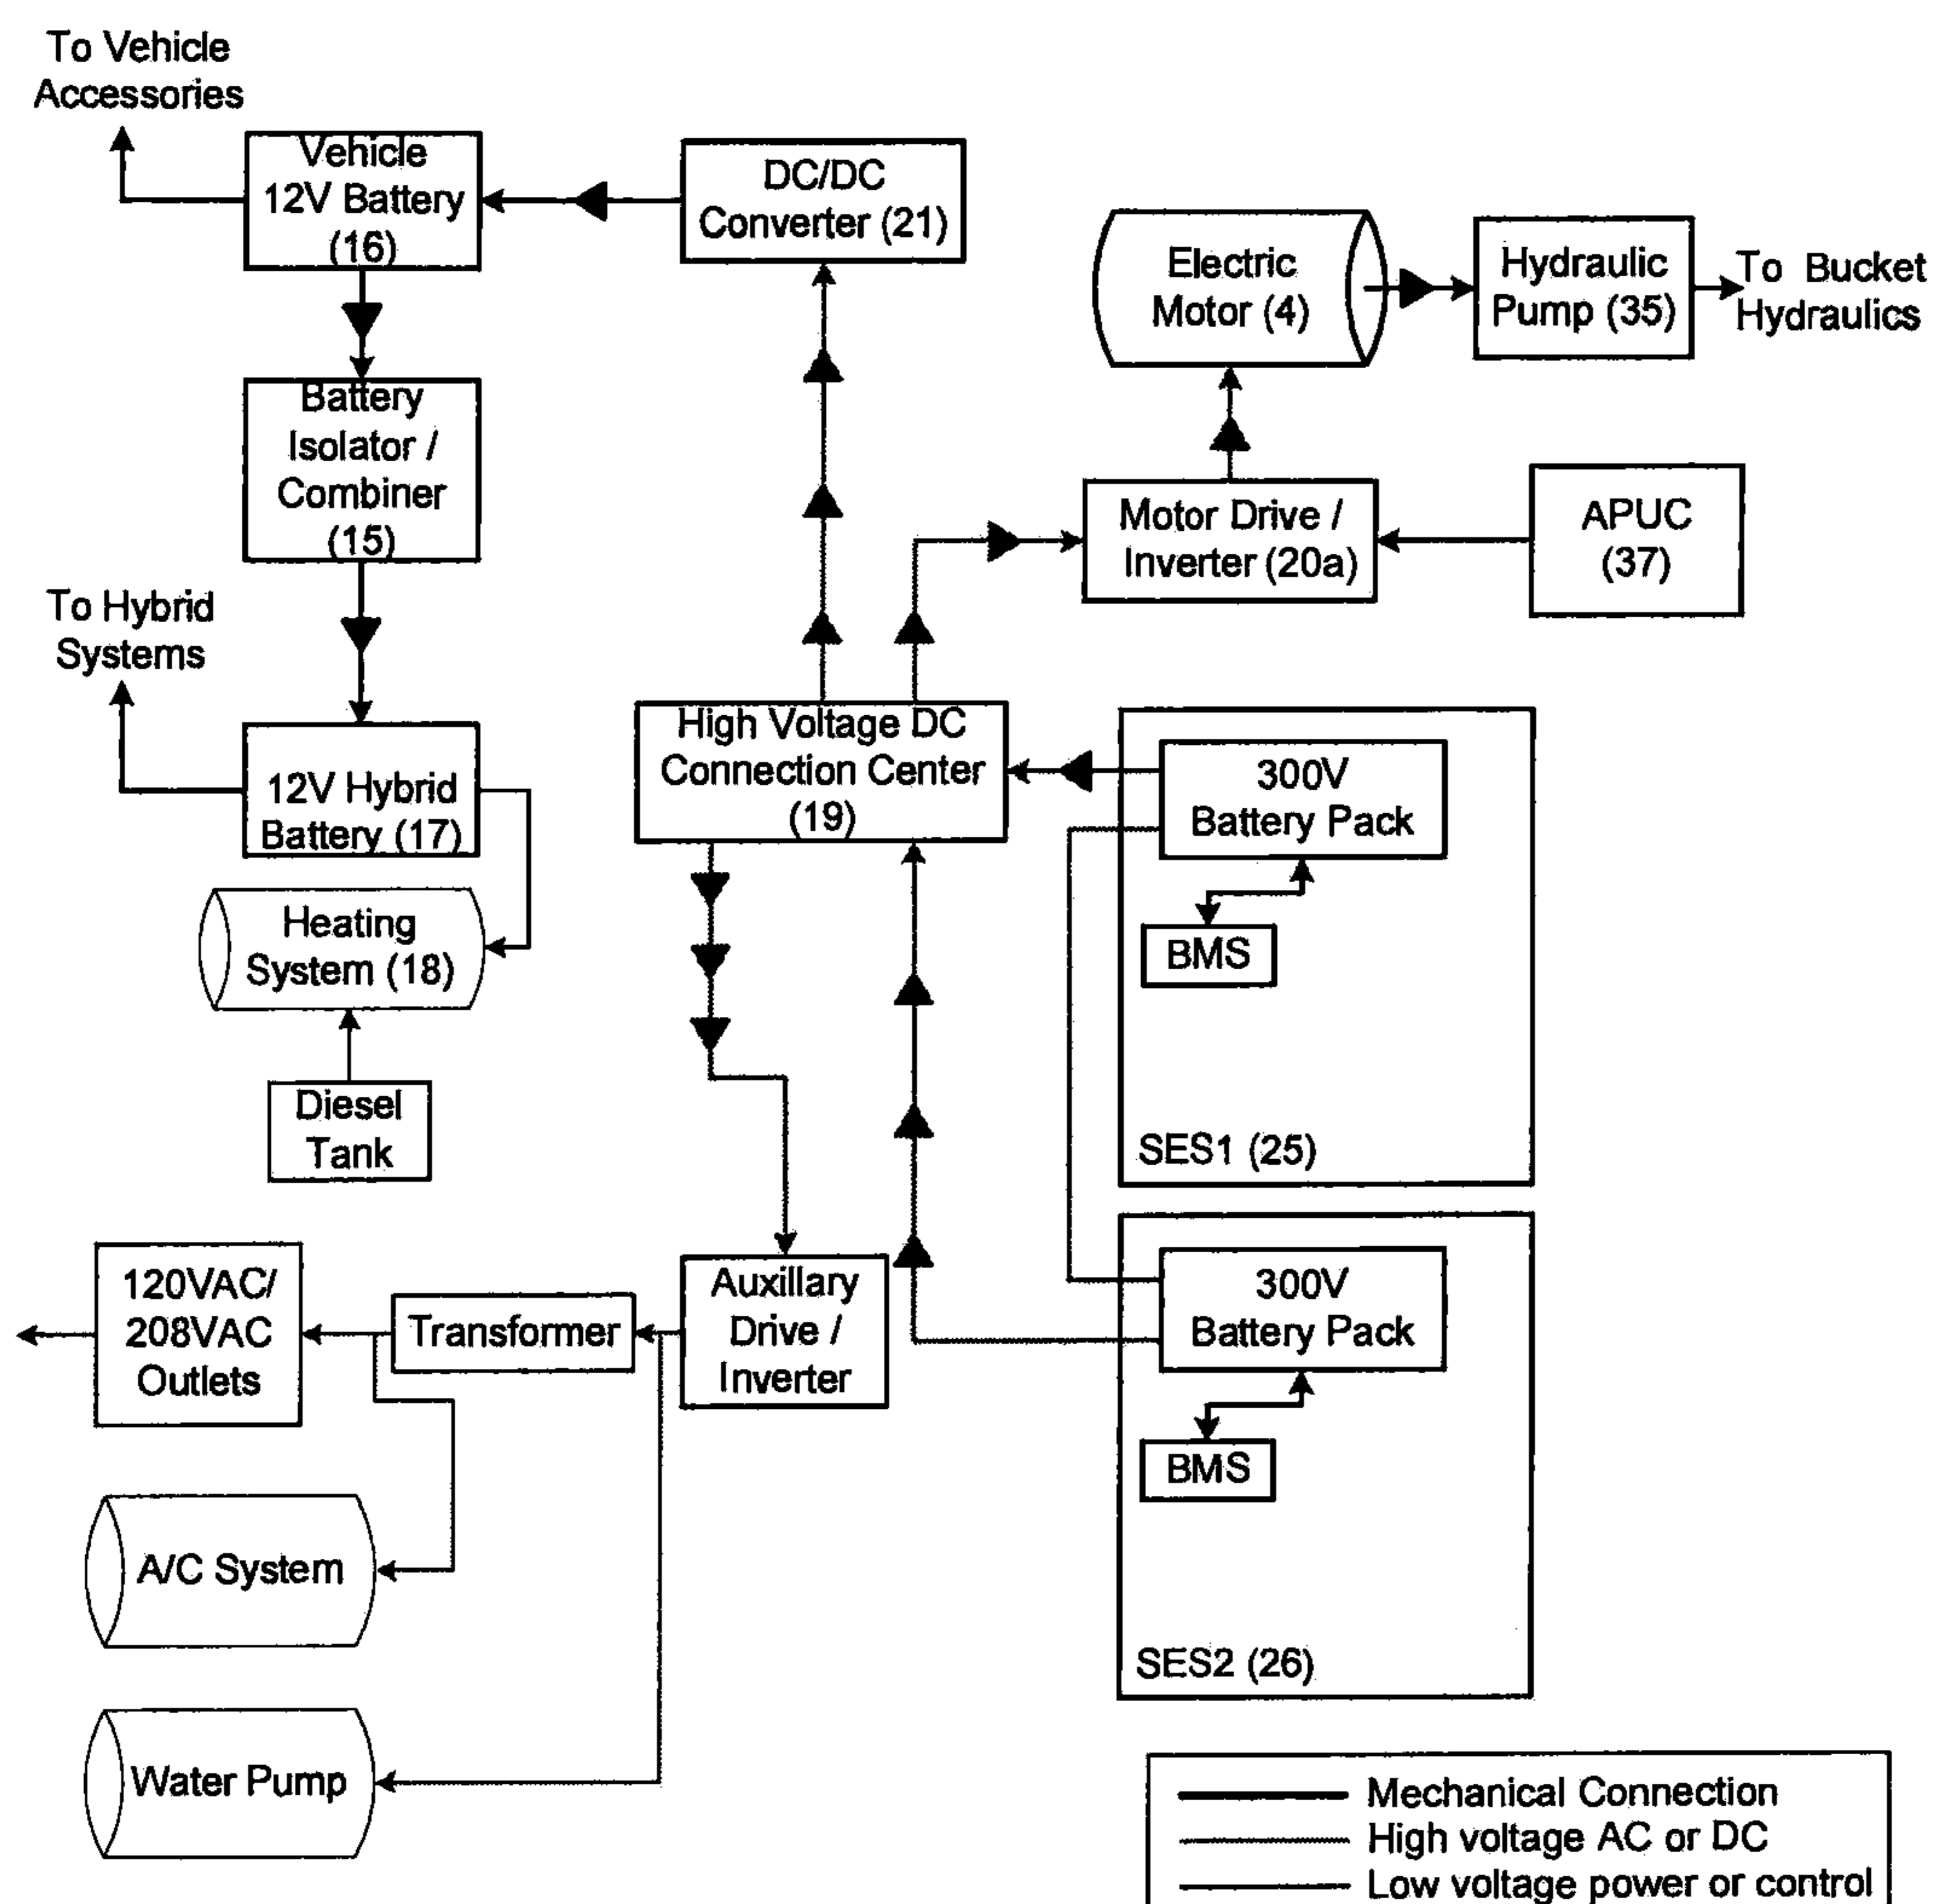 To Vehicle
Accessories
Vehicle
12V Battery
(16)
DC/DC
Converter (21)
Electric
Motor (4)
Hydraulic
Pump (35)
To Bucket
Hydraulics
Battery
Isolator /
Combiner
(15)
Motor Drive /
Inverter (20a)
APUC
(37)
To Hybrid
Systems
12V Hybrid
Battery (17)
High Voltage DC
Connection Center
(19)
300V
Battery Pack
BMS
SES1 (25)
Heating
System (18)
Diesel
Tank
120VAC/
208VAC
Outlets
Transformer
Auxillary
Drive /
Inverter
300V
Battery Pack
BMS
SES2 (26)
A/C System
Water Pump
Mechanical Connection
High voltage AC or DC
Low voltage power or control